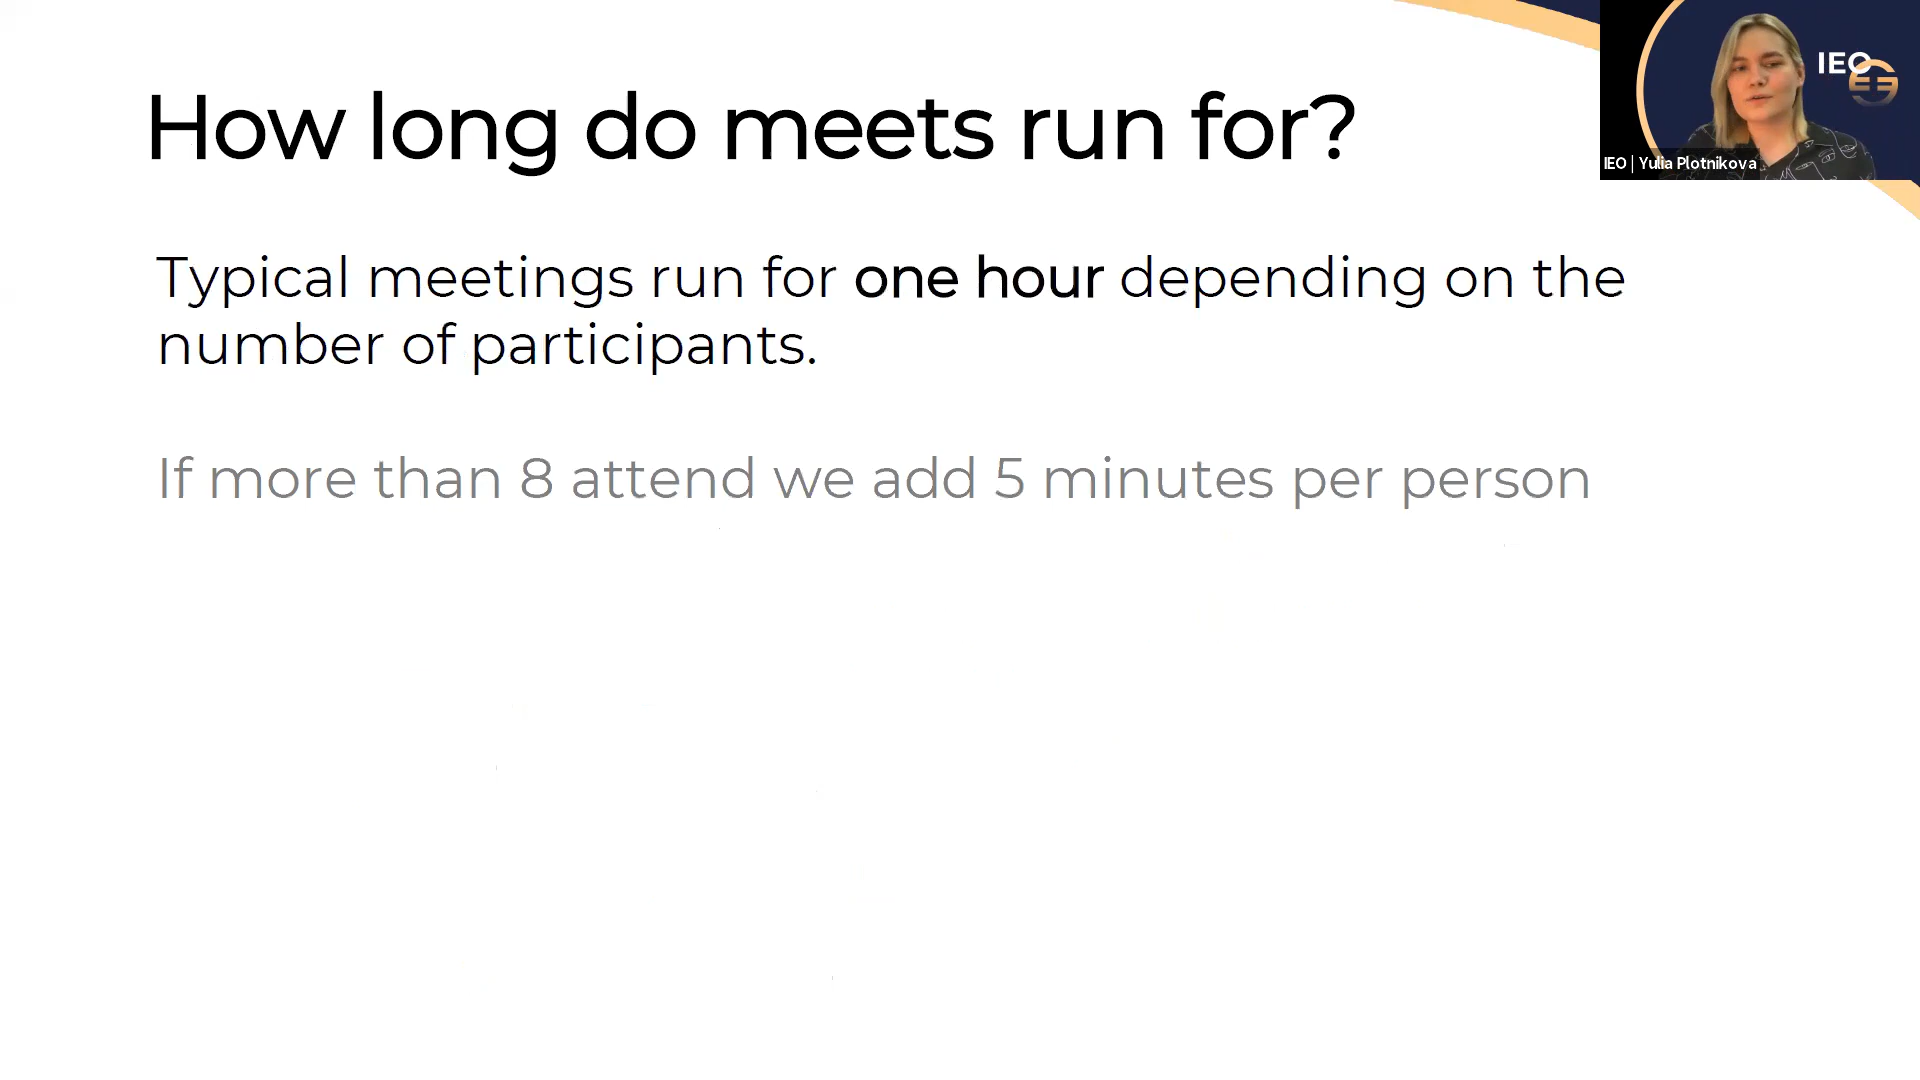 How long do meets run for?
IEO
IEO | Yulia Plotnikova
Typical meetings run for one hour depending on the
number of participants.
If more than 8 attend we add 5 minutes per person